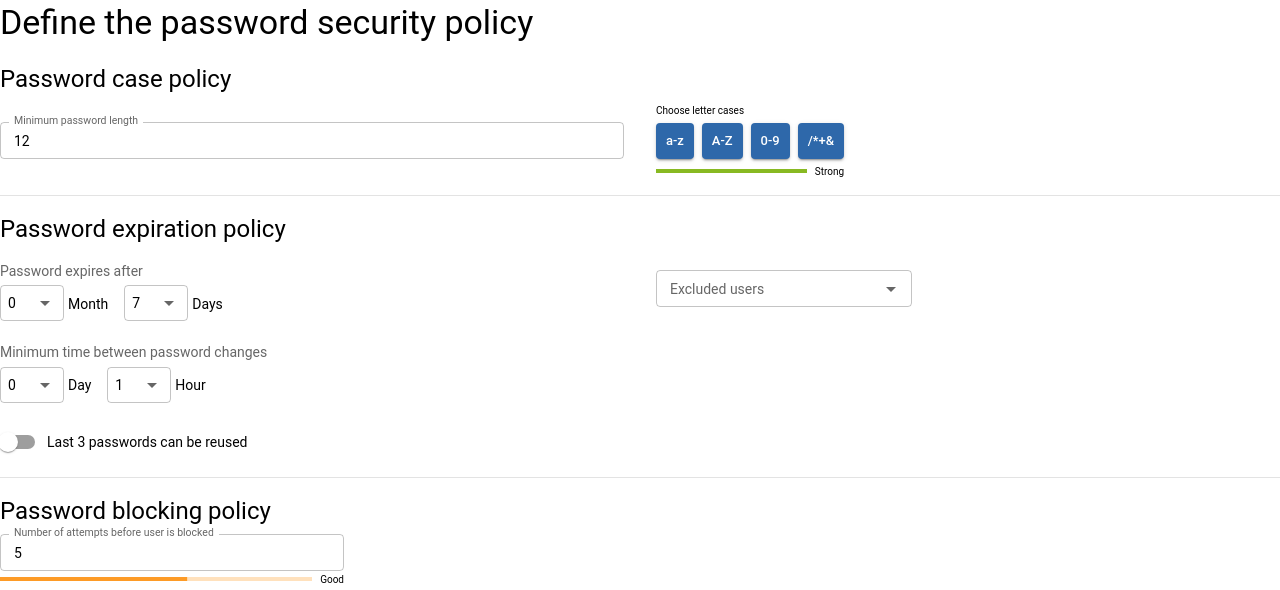 Define the password security policy
Password case policy
Minimum password length
12
Choose letter cases
a-z A-Z 0-9 /*+&
Strong
Password expiration policy
Password expires after
0 Month 7 Days
Excluded users
Minimum time between password changes
0 Day 1 Hour
Last 3 passwords can be reused
Password blocking policy
Number of attempts before user is blocked
5
Good